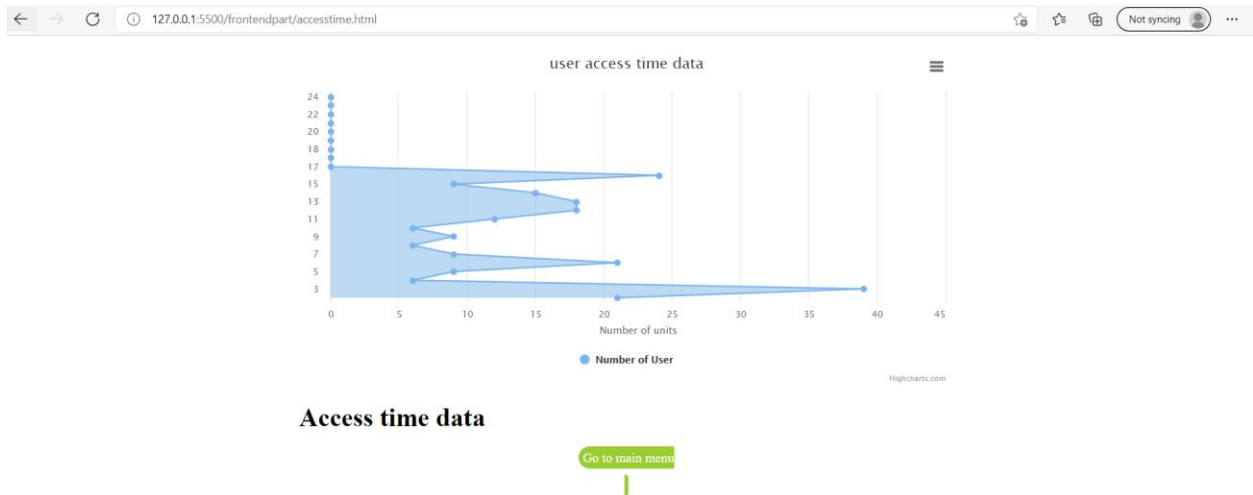 127.0.0.1:5500/frontendpart/accesstime.html
Not syncing
user access time data
24
22
20
18
17
15
13
11
9
7
5
3
0 5 10 15 20 25 30 35 40 45
Number of units
Number of User
Highcharts.com
Access time data
Go to main menu